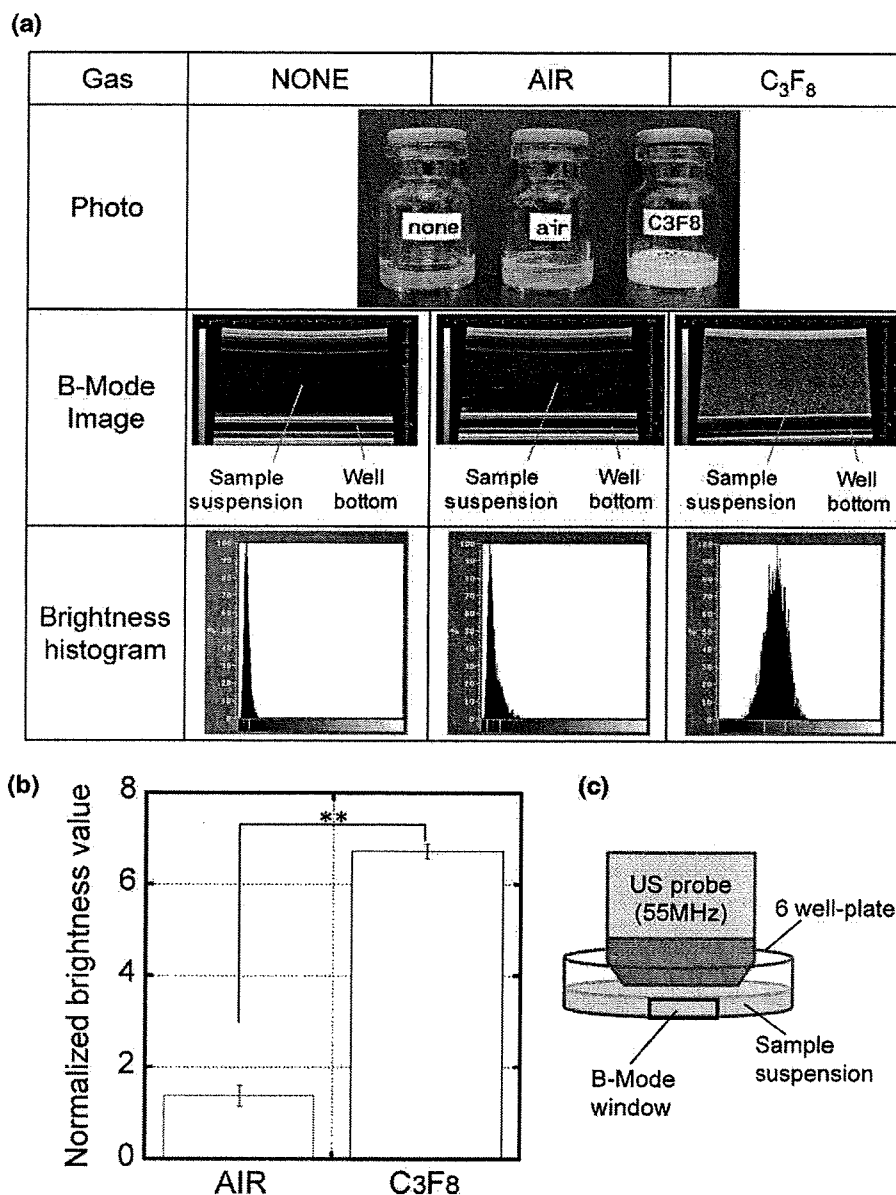 (a)
Gas NONE AIR C₃F₈
Photo
none air C3F8
B-Mode
Image
Sample
suspension
Well
bottom
Sample
suspension
Well
bottom
Sample
suspension
Well
bottom
Brightness
histogram
(b)
Normalized brightness value
8
6
4
2
0
**
AIR C3F8
(c)
US probe
(55MHz)
6 well-plate
B-Mode
window
Sample
suspension